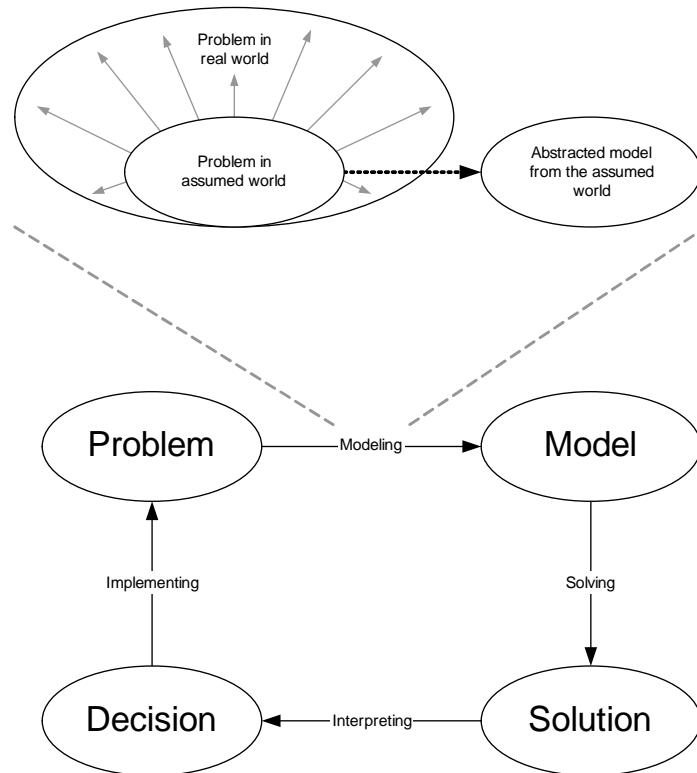 Problem in
real world
Problem in
assumed world
Abstracted model
from the assumed
world
Problem
Modeling
Model
Implementing
Solving
Decision
Interpreting
Solution